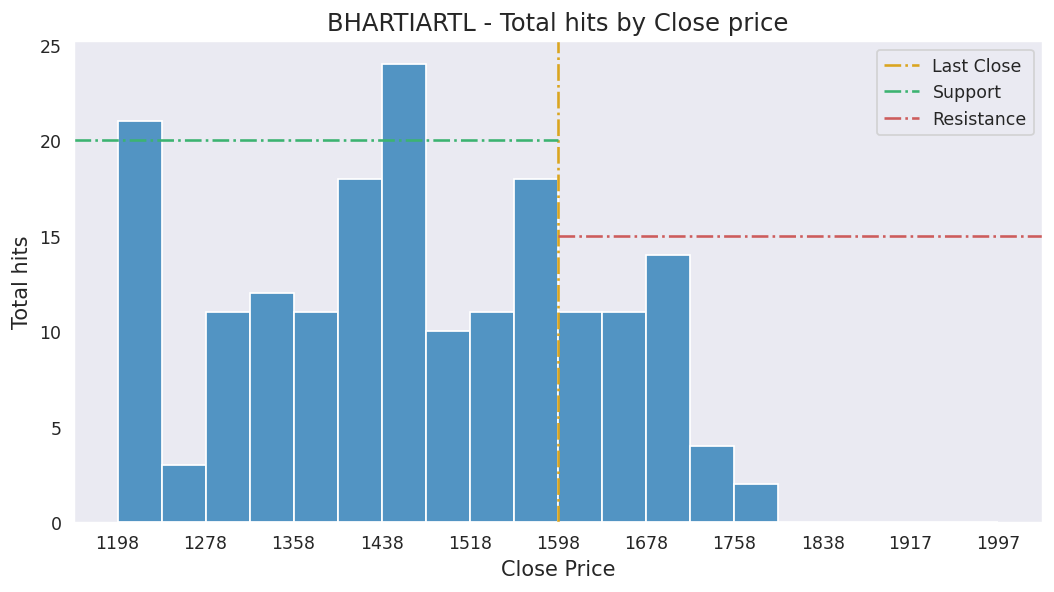 BHARTIARTL - Total hits by Close price
Last Close
Support
Resistance
Total hits
25
20
15
10
5
0
1198 1278 1358 1438 1518 1598 1678 1758 1838 1917 1997
Close Price